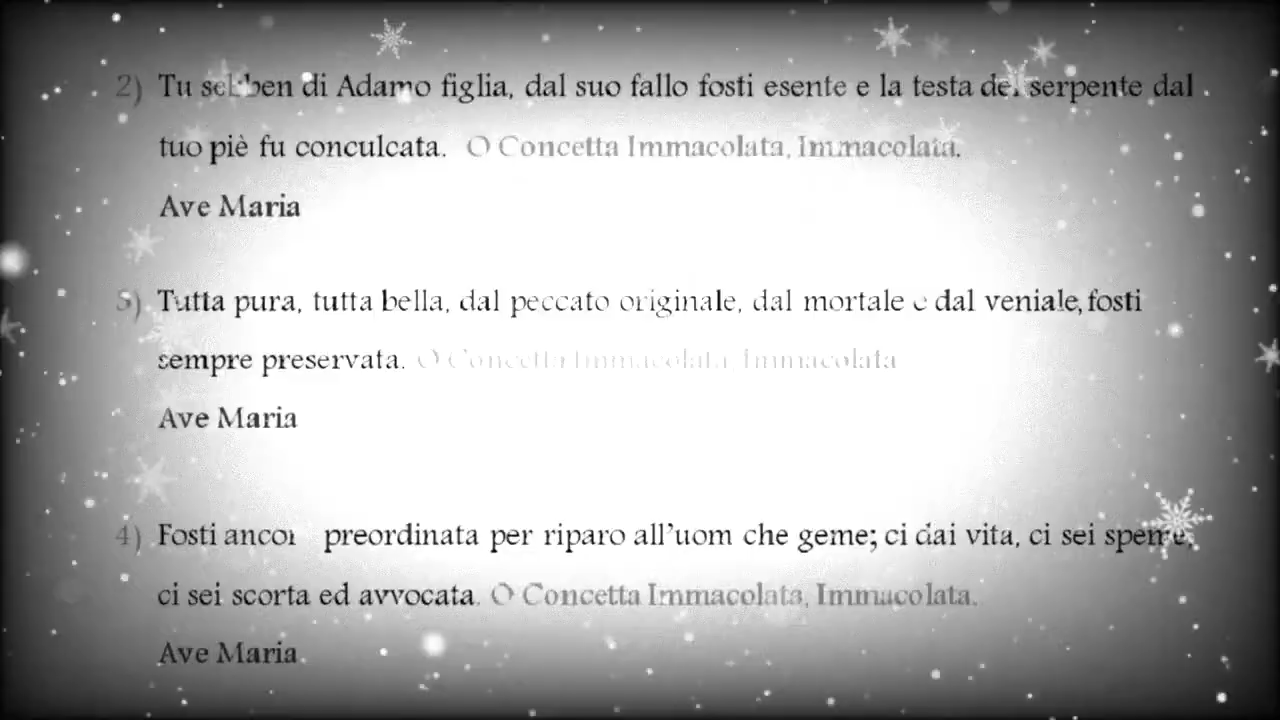 2) Tu sebben di Adamo figlia, dal suo fallo fosti esente e la testa del serpente dal
tuo piè fu conculcata. O Concetta Immacolata, Immacolata.
Ave Maria
3) Tutta pura, tutta bella, dal peccato originale, dal mortale e dal veniale, fosti
sempre preservata. O Concetta Immacolata, Immacolata
Ave Maria
4) Fosti ancor preordinata per riparo all'uom che geme; ci dai vita, ci sei speme,
ci sei scorta ed avvocata. O Concetta Immacolata, Immacolata.
Ave Maria.